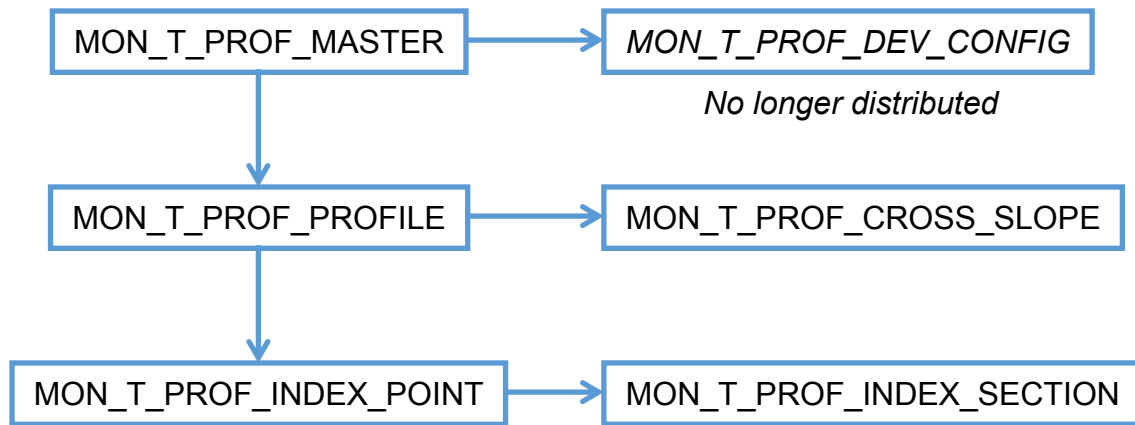 MON_T_PROF_MASTER
MON_T_PROF_DEV_CONFIG
No longer distributed
MON_T_PROF_PROFILE
MON_T_PROF_CROSS_SLOPE
MON_T_PROF_INDEX_POINT
MON_T_PROF_INDEX_SECTION